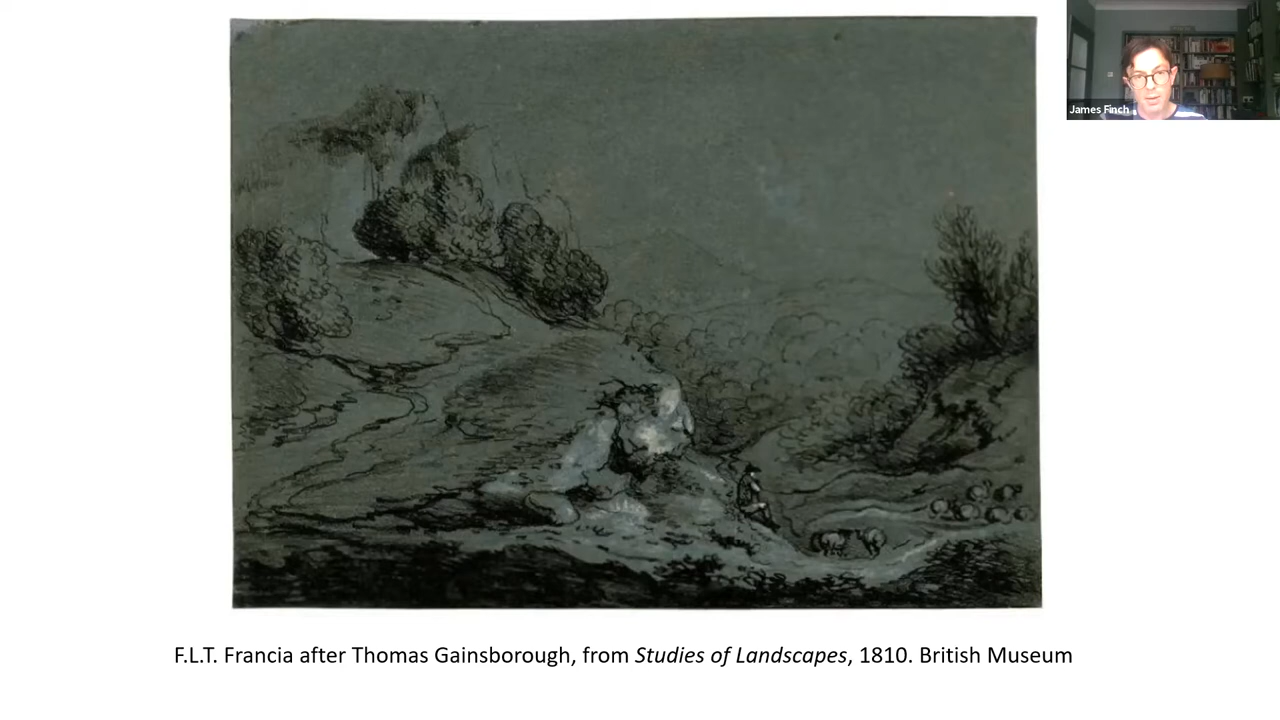 James Finch
F.L.T. Francia after Thomas Gainsborough, from Studies of Landscapes, 1810. British Museum